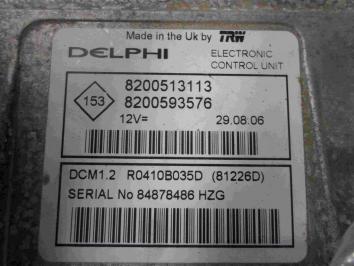 Made in the Uk by TRW
DELPHI ELECTRONIC
CONTROL UNIT
153 8200513113
8200593576
12V= 29.08.06
DCM1.2 R0410B035D (81226D)
SERIAL No 84878486 HZG